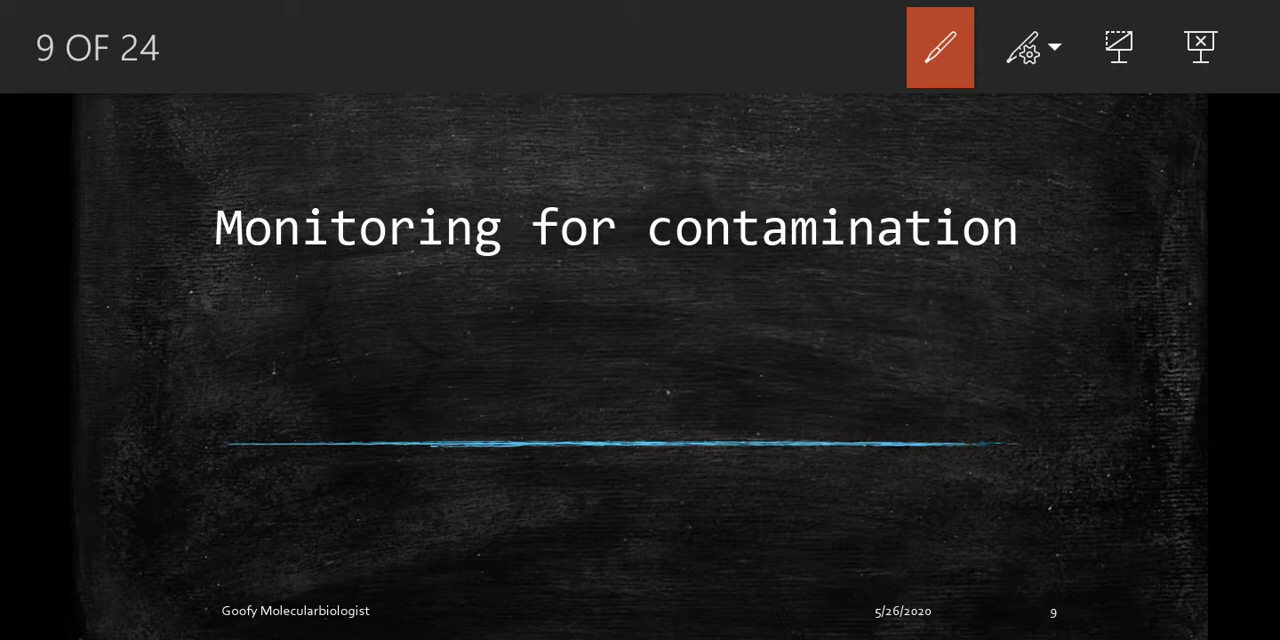 9 OF 24
Monitoring for contamination
Goofy Molecularbiologist 5/26/2020 9